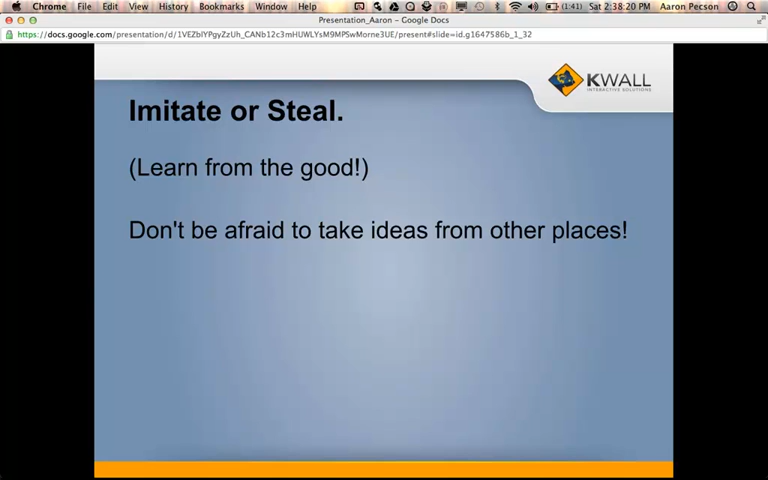 Chrome File Edit View History Bookmarks Window Help (1:41) Sat 2:38:20 PM Aaron Pecson
Presentation_Aaron - Google Docs
https://docs.google.com/presentation/d/1VEZblYPgyZzUh_CANb12c3mHUWLYsM9MPSwMorne3UE/present#slide=id.g1647586b_1_32
KWALL
INTERACTIVE SOLUTIONS
Imitate or Steal.
(Learn from the good!)
Don't be afraid to take ideas from other places!